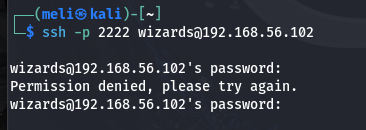 ┌──(meli㉿kali)-[~]
└─$ ssh -p 2222 wizards@192.168.56.102
wizards@192.168.56.102's password:
Permission denied, please try again.
wizards@192.168.56.102's password: